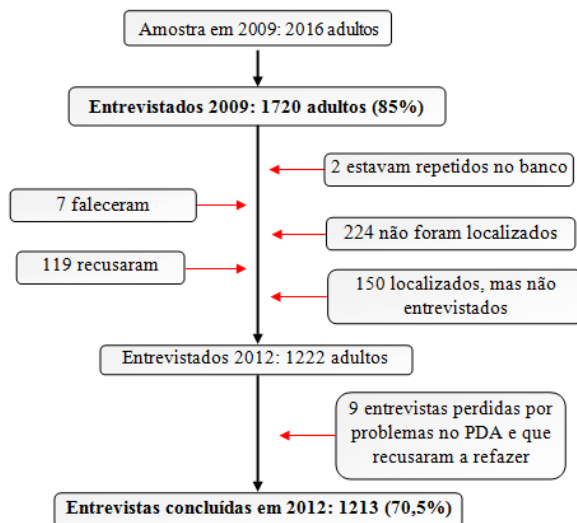 Amostra em 2009: 2016 adultos
Entrevistados 2009: 1720 adultos (85%)
2 estavam repetidos no banco
7 faleceram
224 não foram localizados
119 recusaram
150 localizados, mas não
entrevistados
Entrevistados 2012: 1222 adultos
9 entrevistas perdidas por
problemas no PDA e que
recusaram a refazer
Entrevistas concluídas em 2012: 1213 (70,5%)